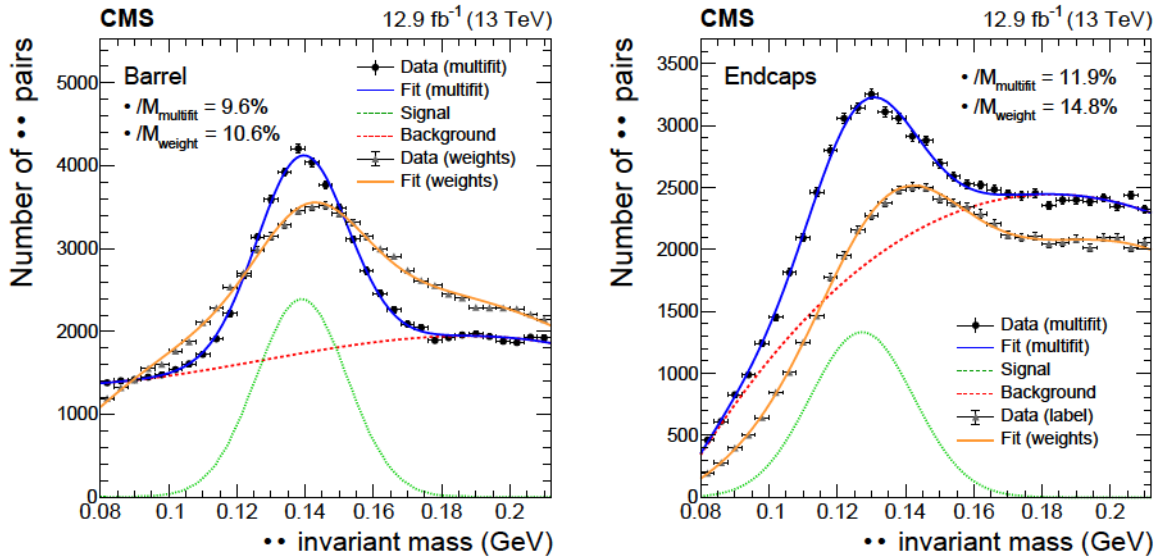 CMS 12.9 fb⁻¹ (13 TeV)
Number of •• pairs
Barrel
• /M_multifit = 9.6%
• /M_weight = 10.6%
Data (multifit)
Fit (multifit)
Signal
Background
Data (weights)
Fit (weights)
5000
4000
3000
2000
1000
0
0.08 0.1 0.12 0.14 0.16 0.18 0.2
•• invariant mass (GeV)
CMS 12.9 fb⁻¹ (13 TeV)
Number of •• pairs
Endcaps
• /M_multifit = 11.9%
• /M_weight = 14.8%
3500
3000
2500
2000
1500
1000
500
0
Data (multifit)
Fit (multifit)
Signal
Background
Data (label)
Fit (weights)
0.08 0.1 0.12 0.14 0.16 0.18 0.2
•• invariant mass (GeV)